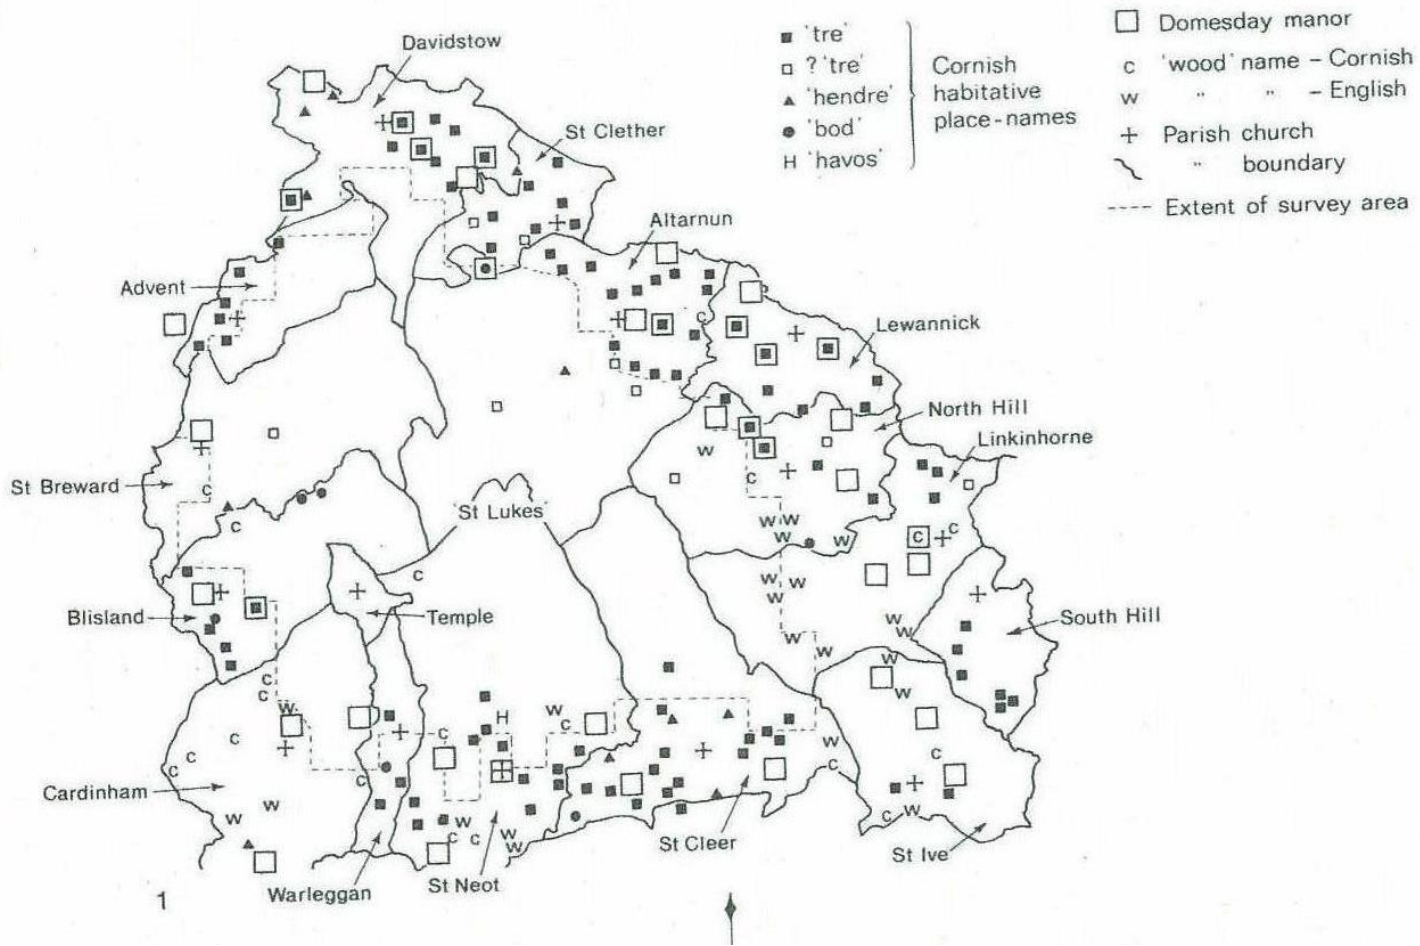 'tre'
? 'tre'
'hendre'
'bod'
H 'havos'
Cornish
habitative
place-names
Domesday manor
c 'wood' name – Cornish
w " " – English
Parish church
" boundary
Extent of survey area
Davidstow
St Clether
Altarnun
Advent
Lewannick
North Hill
Linkinhorne
St Breward
'St Lukes'
Blisland
Temple
South Hill
Cardinham
Warleggan
St Neot
St Cleer
St Ive
1